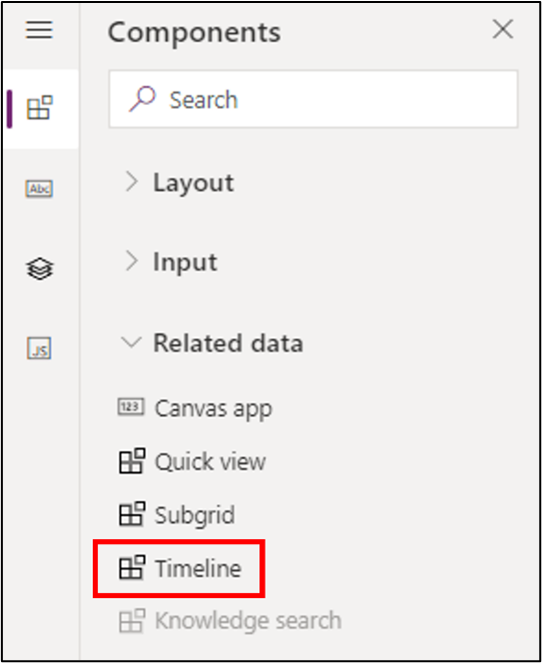 Components
Search
Layout
Abc
Input
Related data
JS
123 Canvas app
Quick view
Subgrid
Timeline
Knowledge search